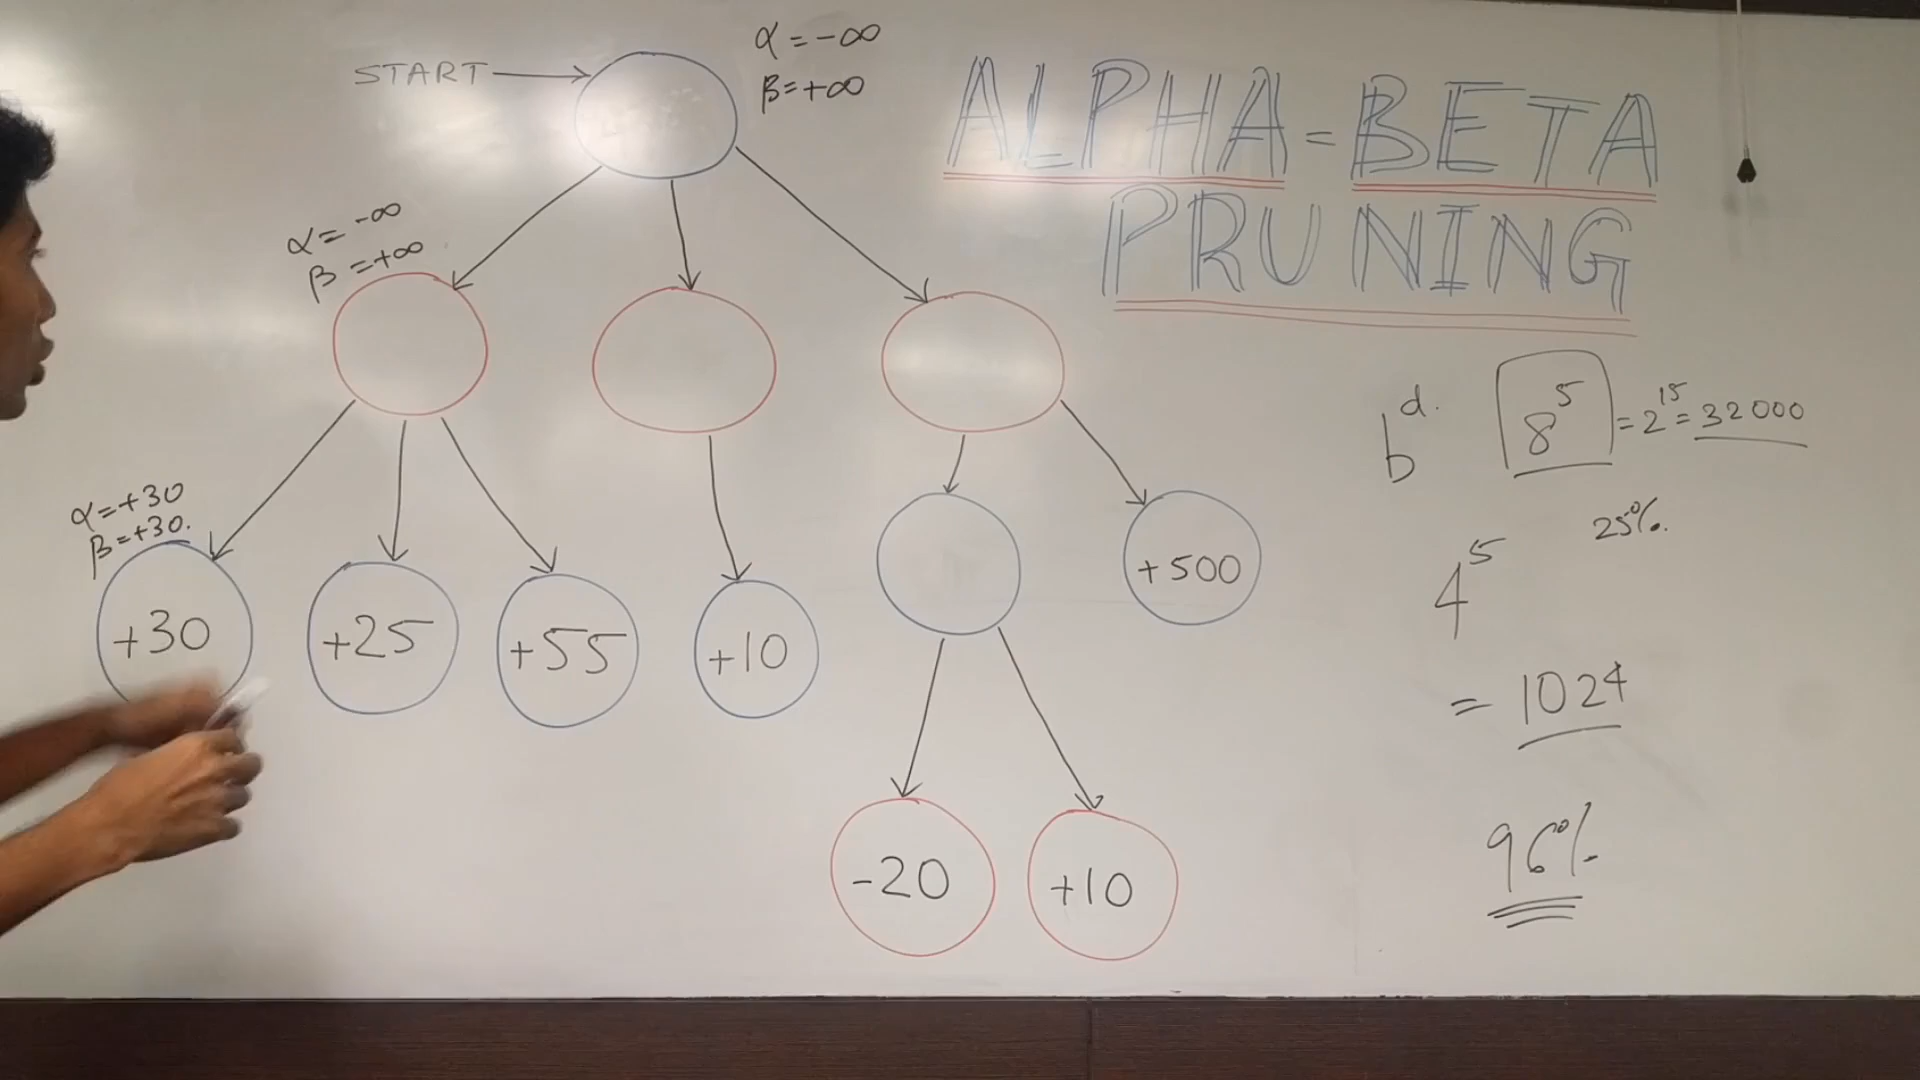 START
α = -∞
β = +∞
ALPHA-BETA
PRUNING
α = -∞
β = +∞
b^d. 8^5 = 2^15 = 32000
25%.
α = +30
β = +30.
4^5
= 1024
96%
+30
+25
+55
+10
+500
-20
+10